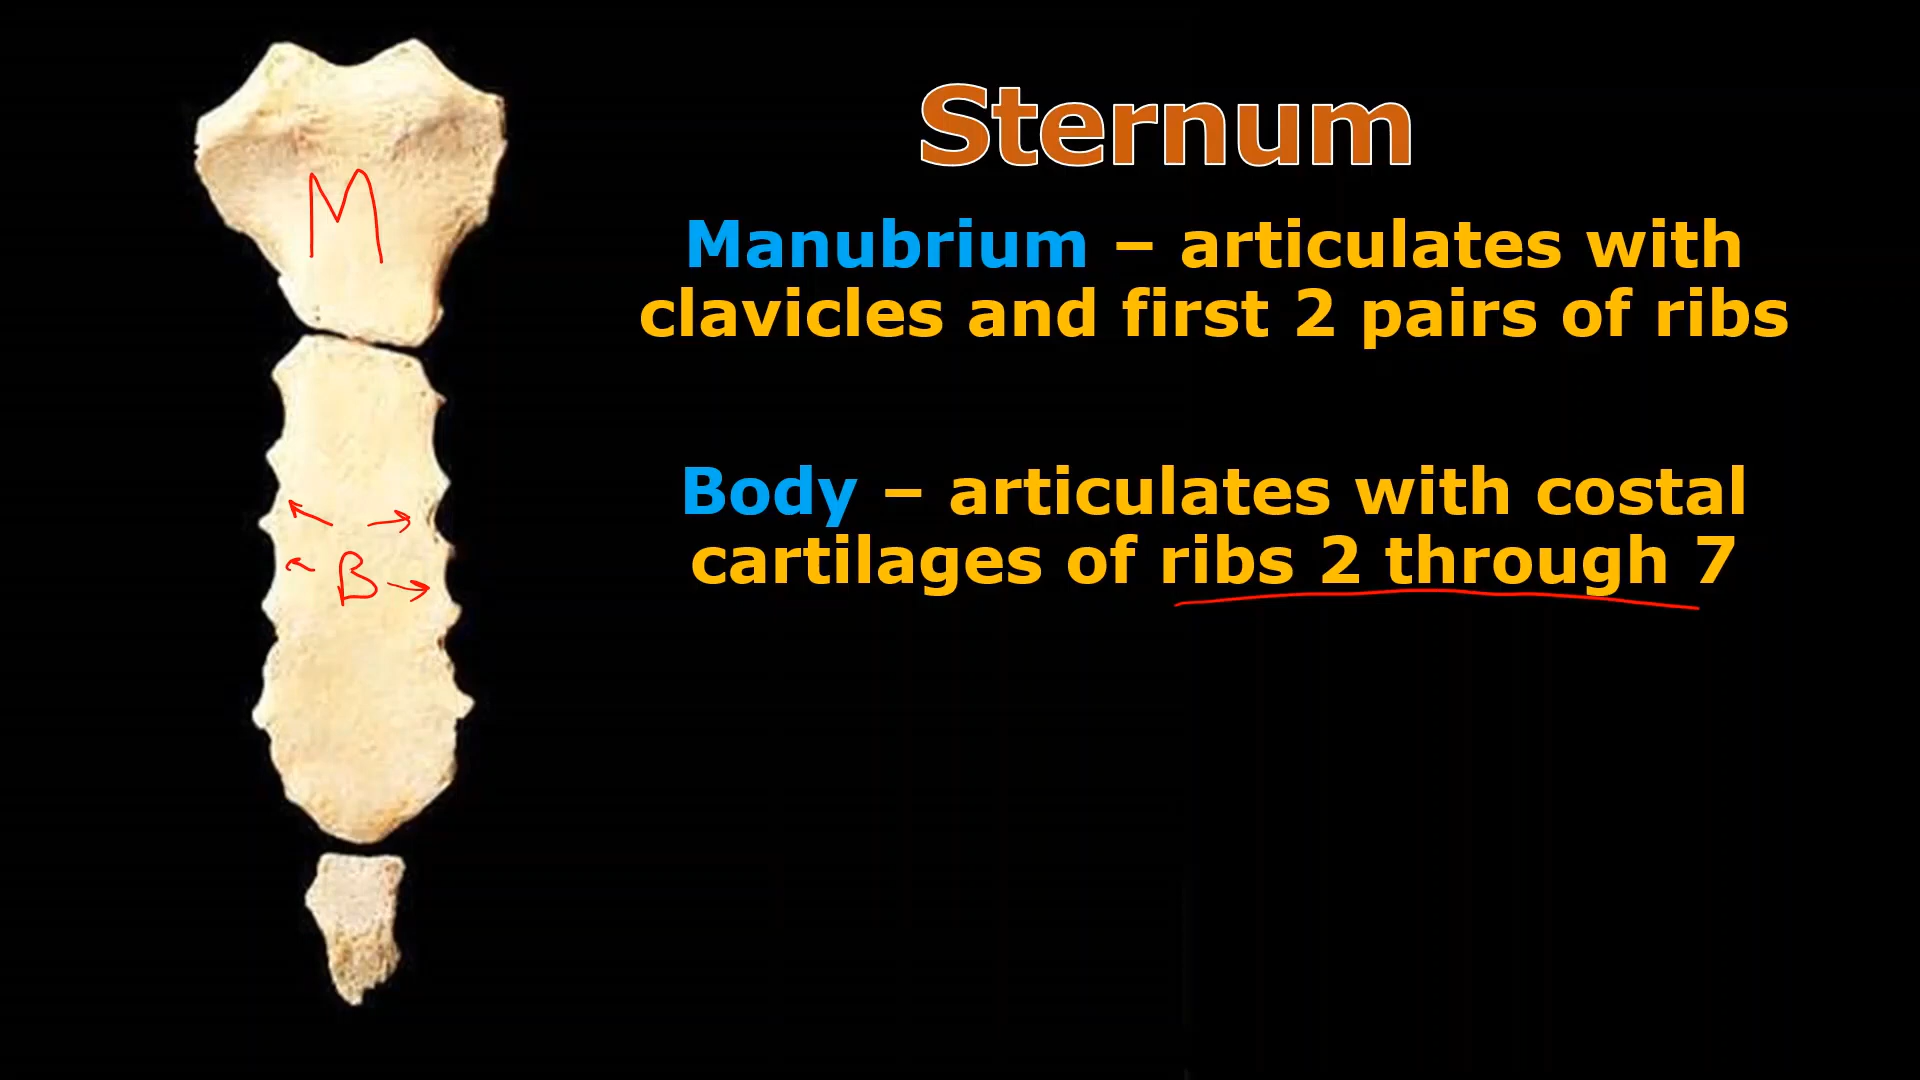 Sternum
M
Manubrium – articulates with
clavicles and first 2 pairs of ribs
Body – articulates with costal
cartilages of ribs 2 through 7
B